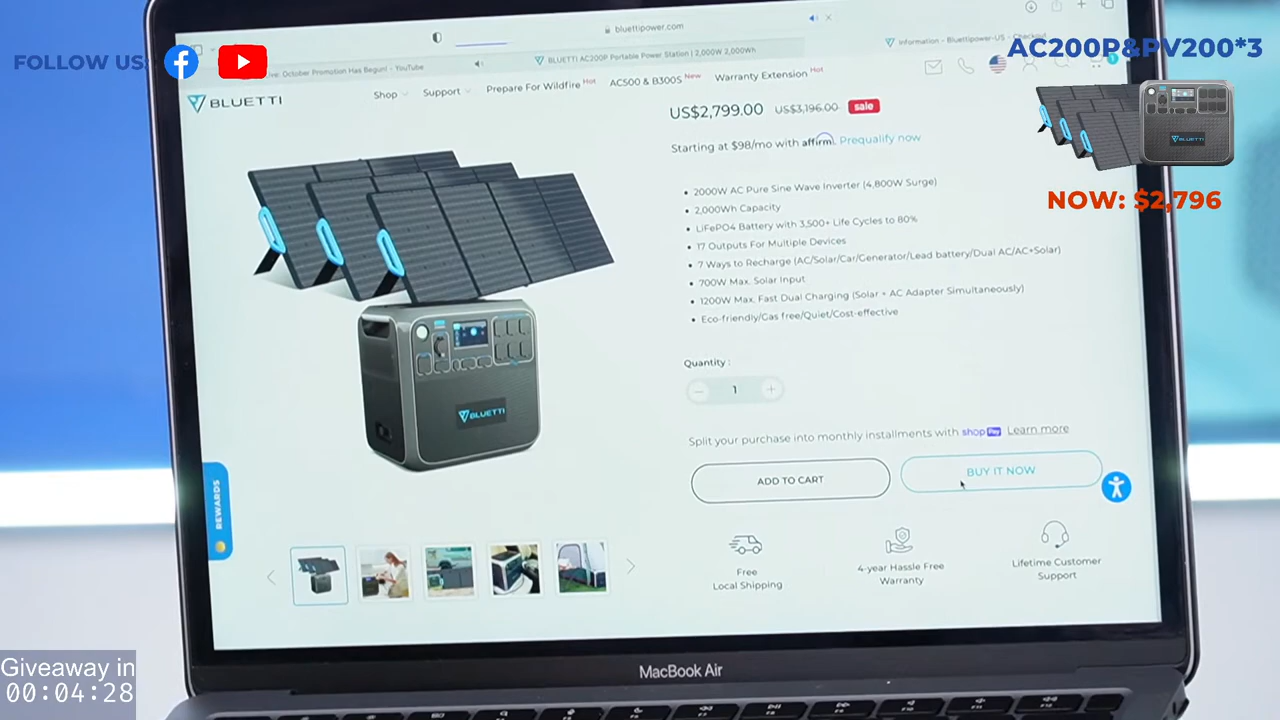 FOLLOW US:
AC200P&PV200*3
NOW: $2,796
bluettipower.com
October Promotion Has Begun! - YouTube
BLUETTI AC200P Portable Power Station | 2,000W 2,000Wh
Information - Bluettipower-US - Checkout
BLUETTI
Shop
Support
Prepare For Wildfire Hot
AC500 & B300S New
Warranty Extension Hot
US$2,799.00 US$3,196.00 sale
Starting at $98/mo with affirm. Prequalify now
2000W AC Pure Sine Wave Inverter (4,800W Surge)
2,000Wh Capacity
LiFePO4 Battery with 3,500+ Life Cycles to 80%
17 Outputs For Multiple Devices
7 Ways to Recharge (AC/Solar/Car/Generator/Lead battery/Dual AC/AC+Solar)
700W Max. Solar Input
1200W Max. Fast Dual Charging (Solar + AC Adapter Simultaneously)
Eco-friendly/Gas free/Quiet/Cost-effective
Quantity :
1
Split your purchase into monthly installments with shop Pay Learn more
ADD TO CART
BUY IT NOW
BLUETTI
REWARDS
Free
Local Shipping
4-year Hassle Free
Warranty
Lifetime Customer
Support
MacBook Air
Giveaway in
00:04:28